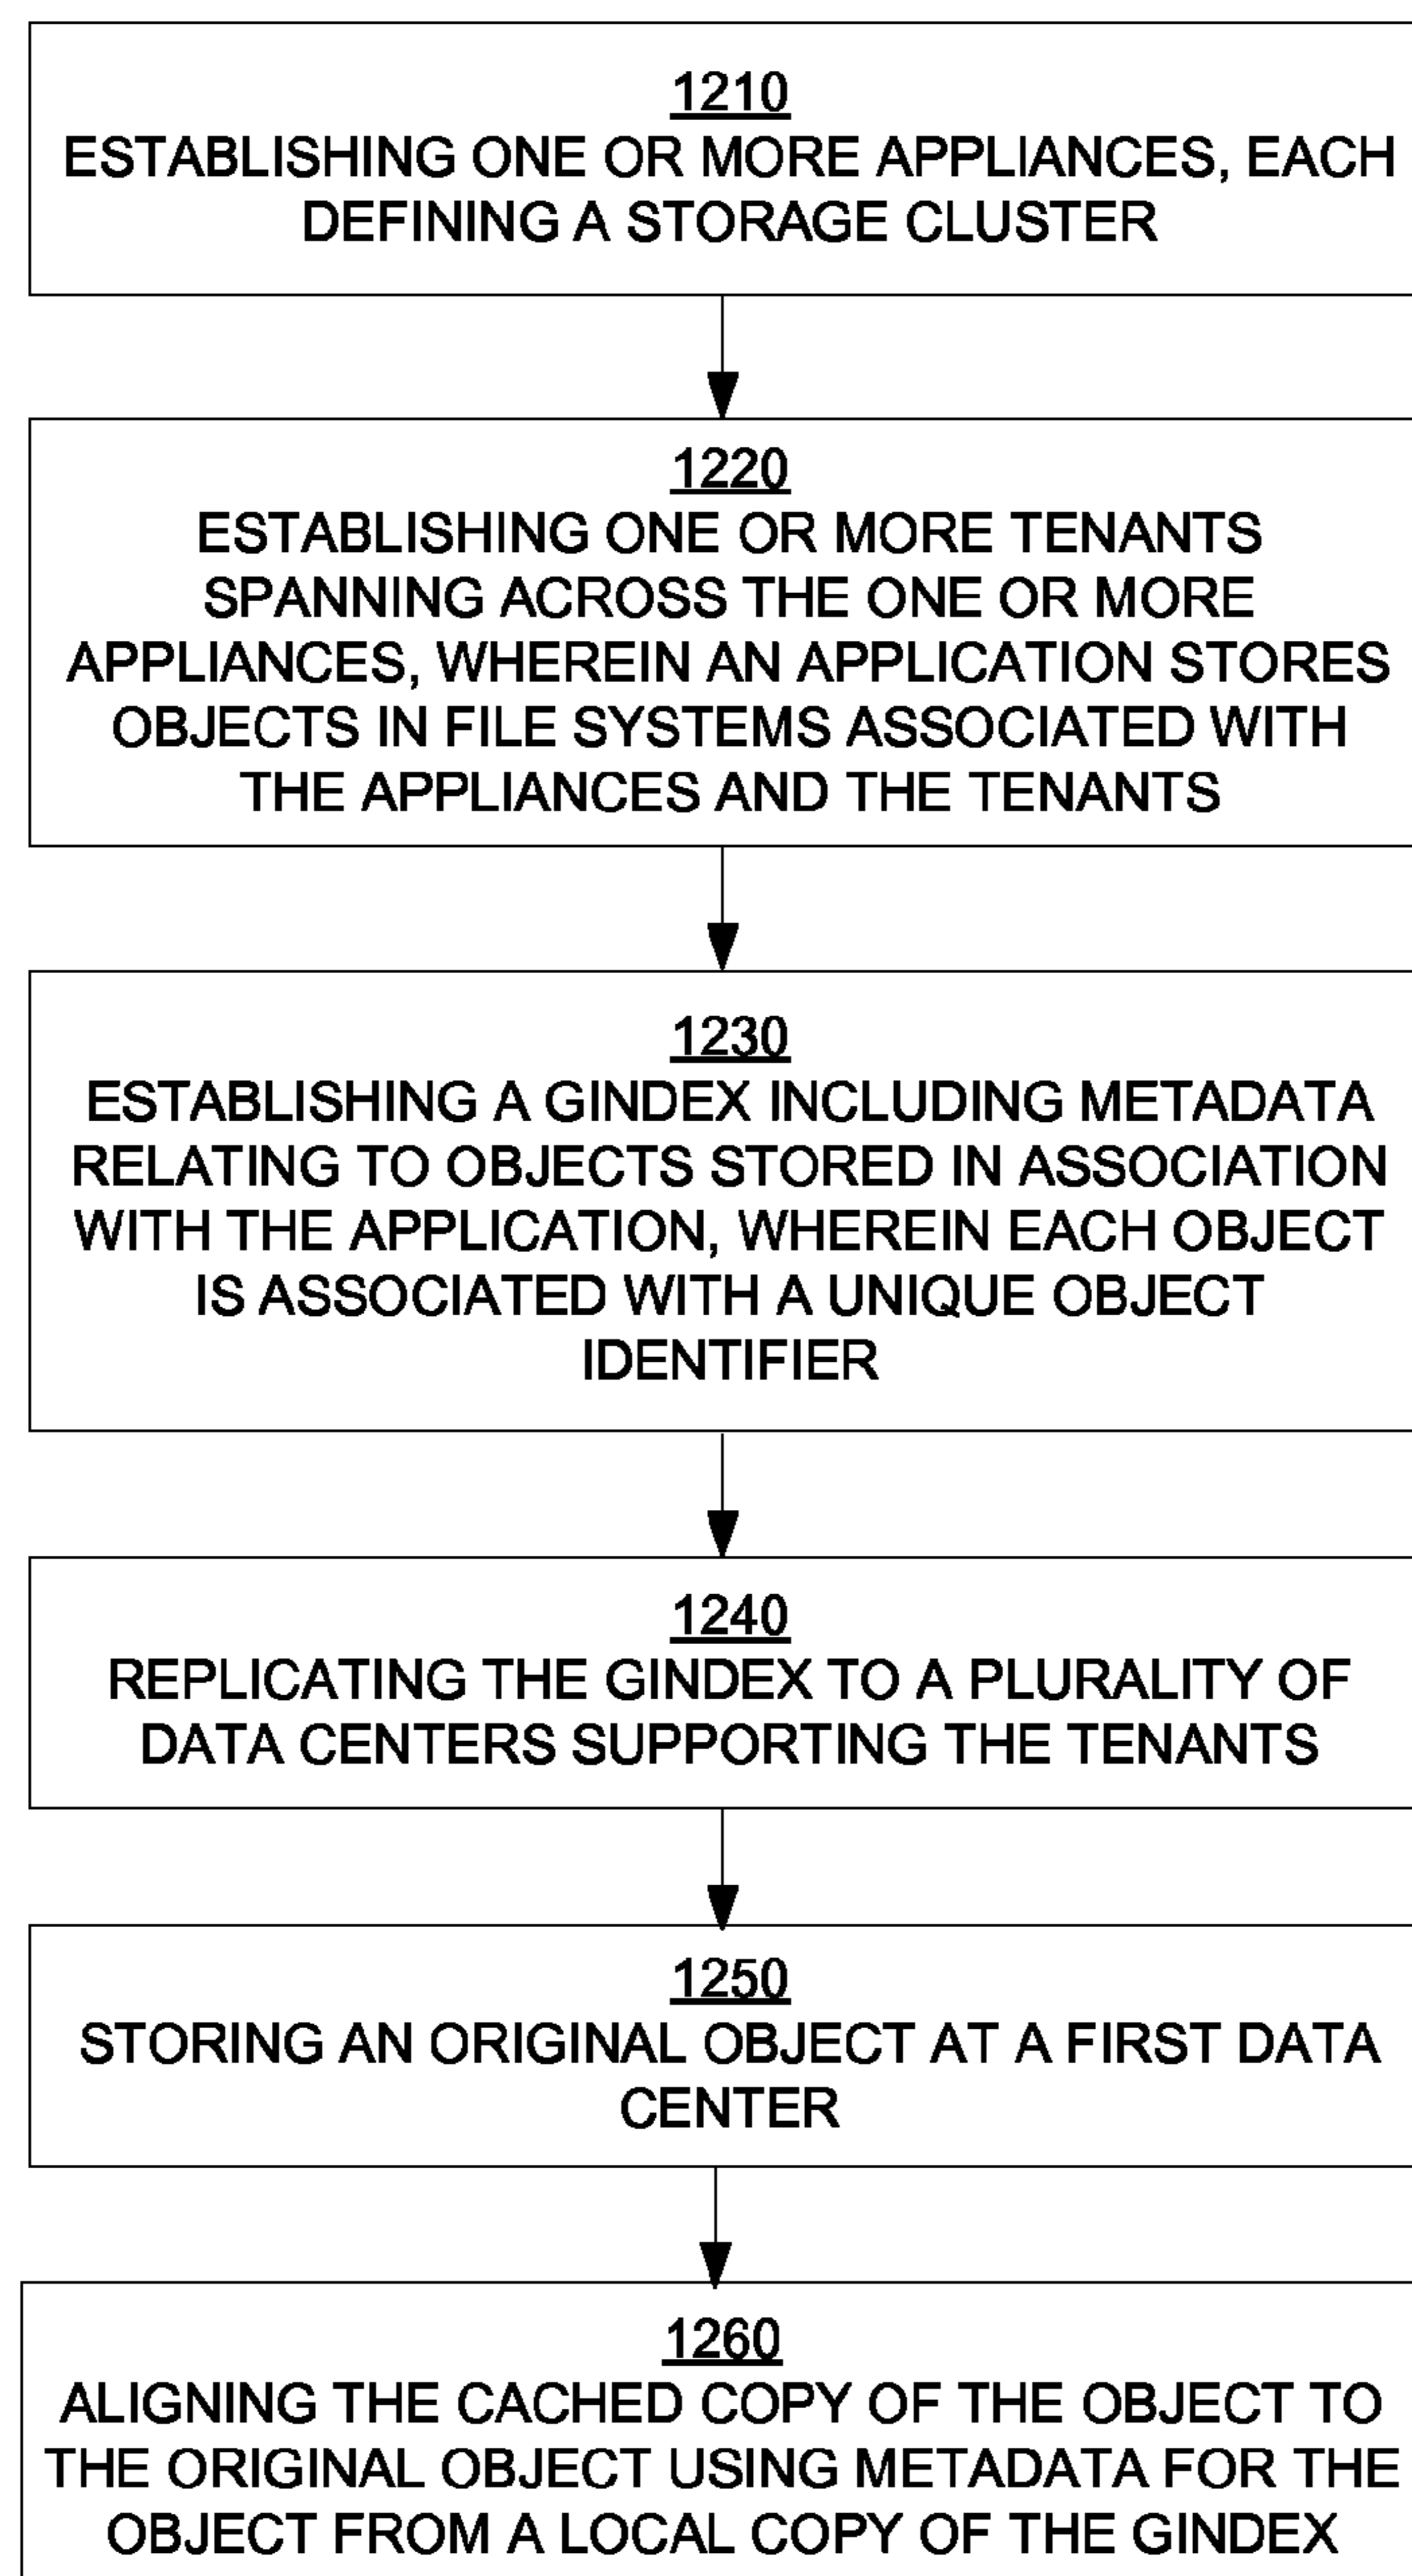 1210
ESTABLISHING ONE OR MORE APPLIANCES, EACH
DEFINING A STORAGE CLUSTER
1220
ESTABLISHING ONE OR MORE TENANTS
SPANNING ACROSS THE ONE OR MORE
APPLIANCES, WHEREIN AN APPLICATION STORES
OBJECTS IN FILE SYSTEMS ASSOCIATED WITH
THE APPLIANCES AND THE TENANTS
1230
ESTABLISHING A GINDEX INCLUDING METADATA
RELATING TO OBJECTS STORED IN ASSOCIATION
WITH THE APPLICATION, WHEREIN EACH OBJECT
IS ASSOCIATED WITH A UNIQUE OBJECT
IDENTIFIER
1240
REPLICATING THE GINDEX TO A PLURALITY OF
DATA CENTERS SUPPORTING THE TENANTS
1250
STORING AN ORIGINAL OBJECT AT A FIRST DATA
CENTER
1260
ALIGNING THE CACHED COPY OF THE OBJECT TO
THE ORIGINAL OBJECT USING METADATA FOR THE
OBJECT FROM A LOCAL COPY OF THE GINDEX